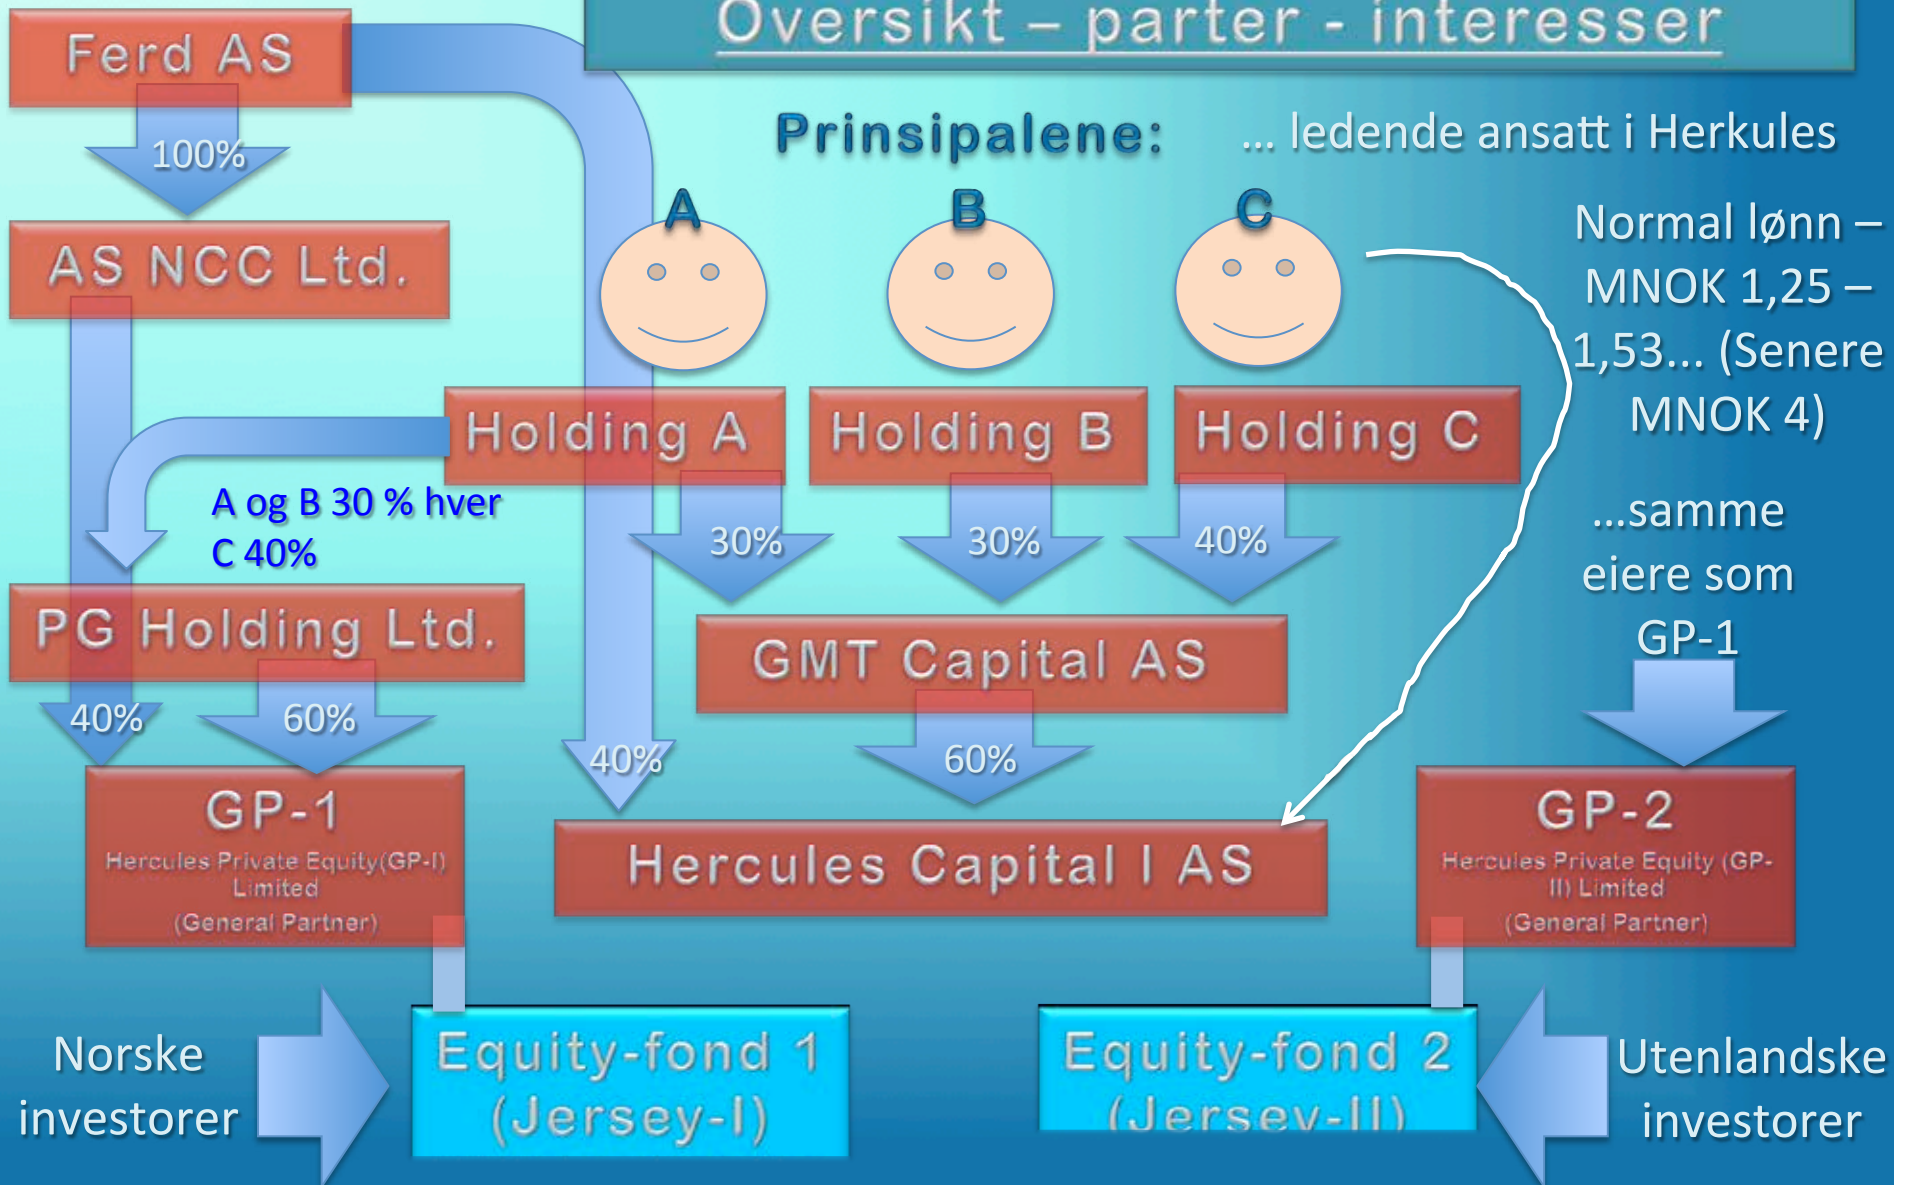 Oversikt – parter - interesser
Ferd AS
100%
AS NCC Ltd.
Prinsipalene:
... ledende ansatt i Herkules
A
B
C
Normal lønn –
MNOK 1,25 –
1,53... (Senere
MNOK 4)
Holding A
Holding B
Holding C
A og B 30 % hver
C 40%
30%
30%
40%
...samme
eiere som
GP-1
PG Holding Ltd.
GMT Capital AS
40%
60%
40%
60%
GP-1
Hercules Private Equity(GP-I)
Limited
(General Partner)
Hercules Capital I AS
GP-2
Hercules Private Equity (GP-
II) Limited
(General Partner)
Norske
investorer
Equity-fond 1
(Jersey-I)
Equity-fond 2
(Jersey-II)
Utenlandske
investorer